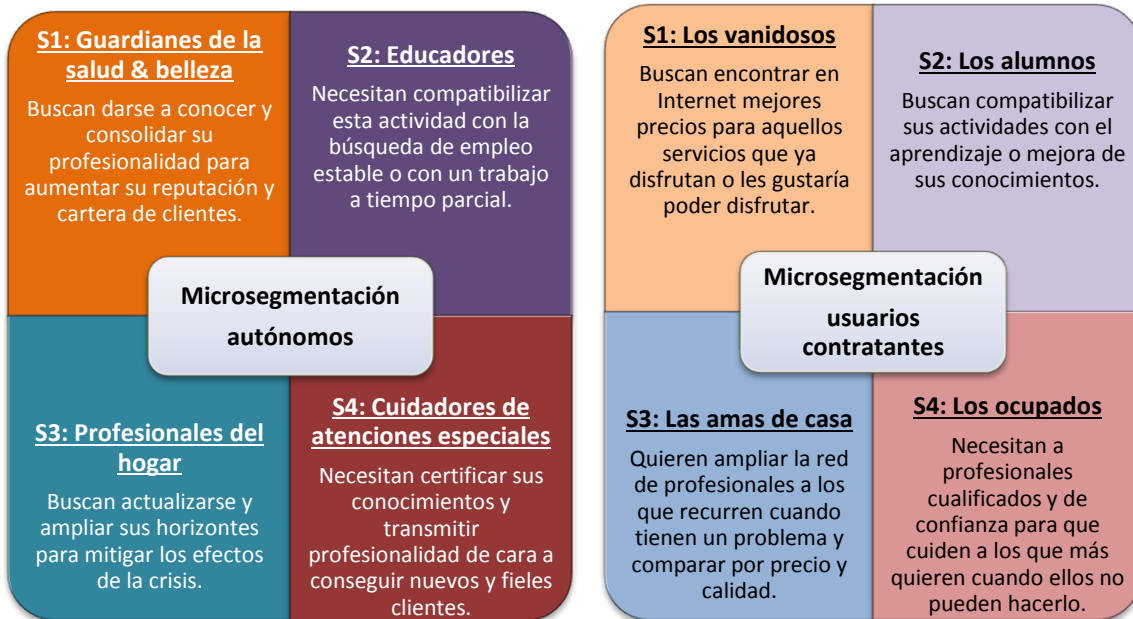 S1: Guardianes de la
salud & belleza
Buscan darse a conocer y
consolidar su
profesionalidad para
aumentar su reputación y
cartera de clientes.
S2: Educadores
Necesitan compatibilizar
esta actividad con la
búsqueda de empleo
estable o con un trabajo
a tiempo parcial.
Microsegmentación
autónomos
S3: Profesionales del
hogar
Buscan actualizarse y
ampliar sus horizontes
para mitigar los efectos
de la crisis.
S4: Cuidadores de
atenciones especiales
Necesitan certificar sus
conocimientos y
transmitir
profesionalidad de cara a
conseguir nuevos y fieles
clientes.
S1: Los vanidosos
Buscan encontrar en
Internet mejores
precios para aquellos
servicios que ya
disfrutan o les gustaría
poder disfrutar.
S2: Los alumnos
Buscan compatibilizar
sus actividades con el
aprendizaje o mejora de
sus conocimientos.
Microsegmentación
usuarios
contratantes
S3: Las amas de casa
Quieren ampliar la red
de profesionales a los
que recurren cuando
tienen un problema y
comparar por precio y
calidad.
S4: Los ocupados
Necesitan a
profesionales
cualificados y de
confianza para que
cuiden a los que más
quieren cuando ellos no
pueden hacerlo.